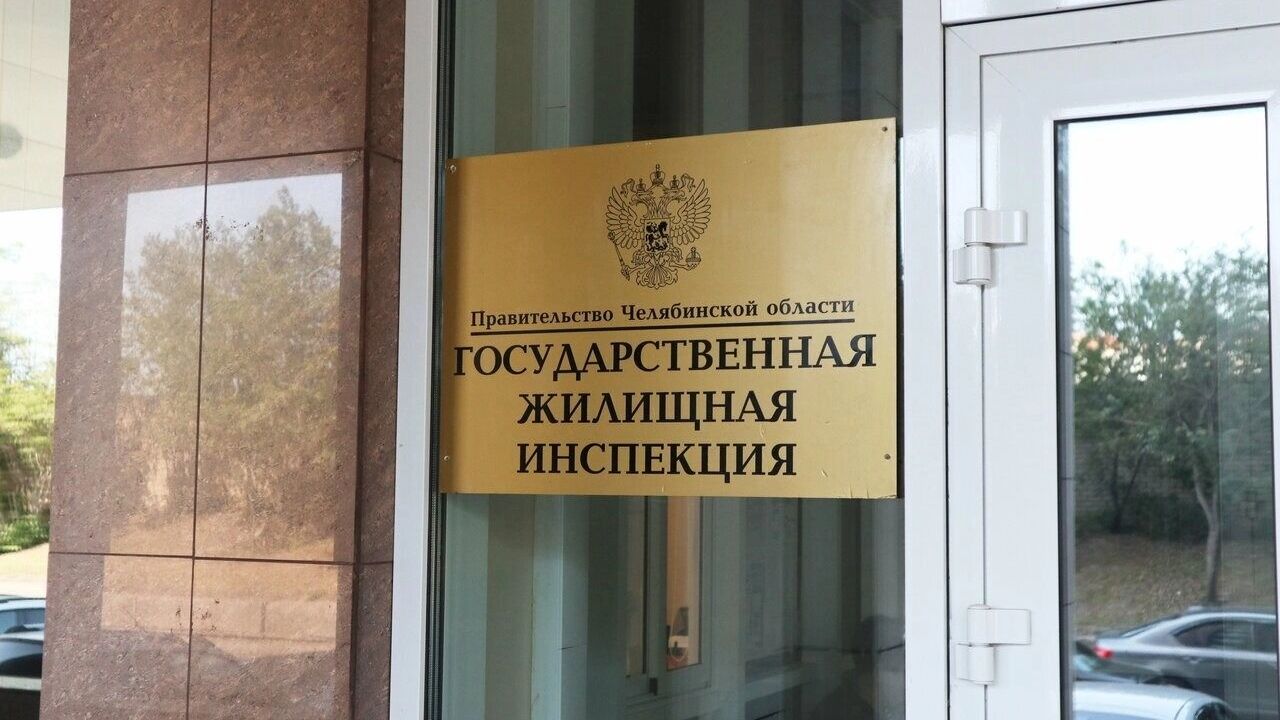 Правительство Челябинской области
ГОСУДАРСТВЕННАЯ
ЖИЛИЩНАЯ
ИНСПЕКЦИЯ